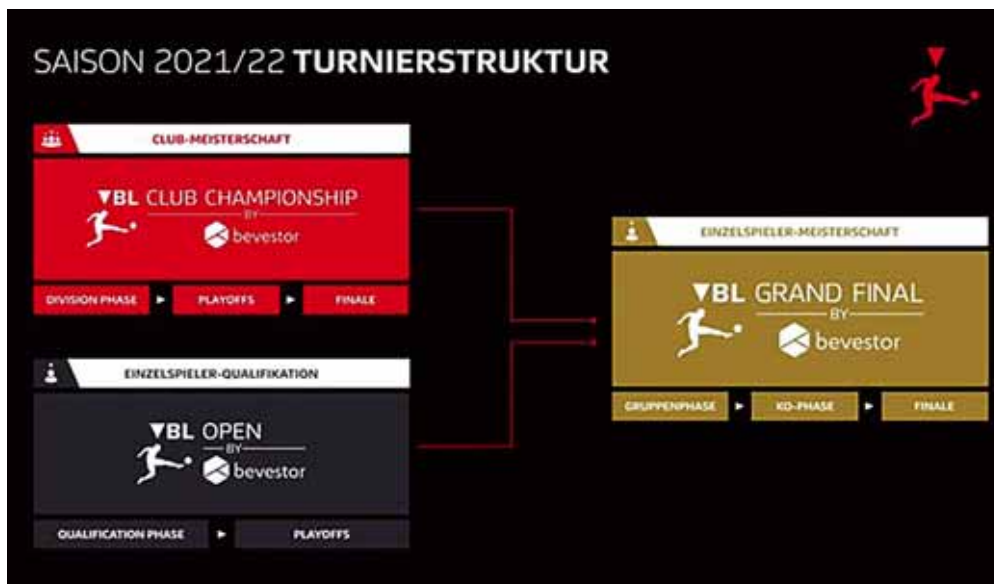 SAISON 2021/22 TURNIERSTRUKTUR
CLUB-MEISTERSCHAFT
VBL CLUB CHAMPIONSHIP
BY
bevestor
DIVISION PHASE
PLAYOFFS
FINALE
EINZELSPIELER-QUALIFIKATION
VBL OPEN
BY
bevestor
QUALIFICATION PHASE
PLAYOFFS
EINZELSPIELER-MEISTERSCHAFT
VBL GRAND FINAL
BY
bevestor
GRUPPENPHASE
KO-PHASE
FINALE